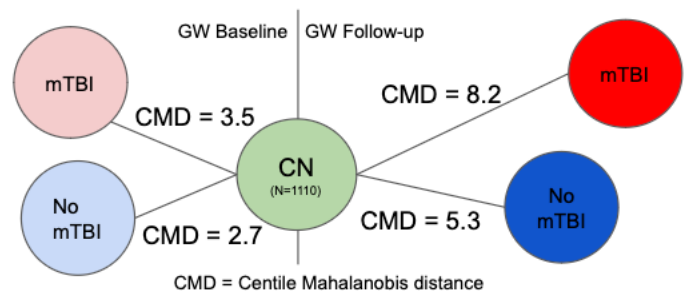 GW Baseline
GW Follow-up
mTBI
mTBI
CMD = 3.5
CMD = 8.2
CN
(N=1110)
No
mTBI
No
mTBI
CMD = 2.7
CMD = 5.3
CMD = Centile Mahalanobis distance